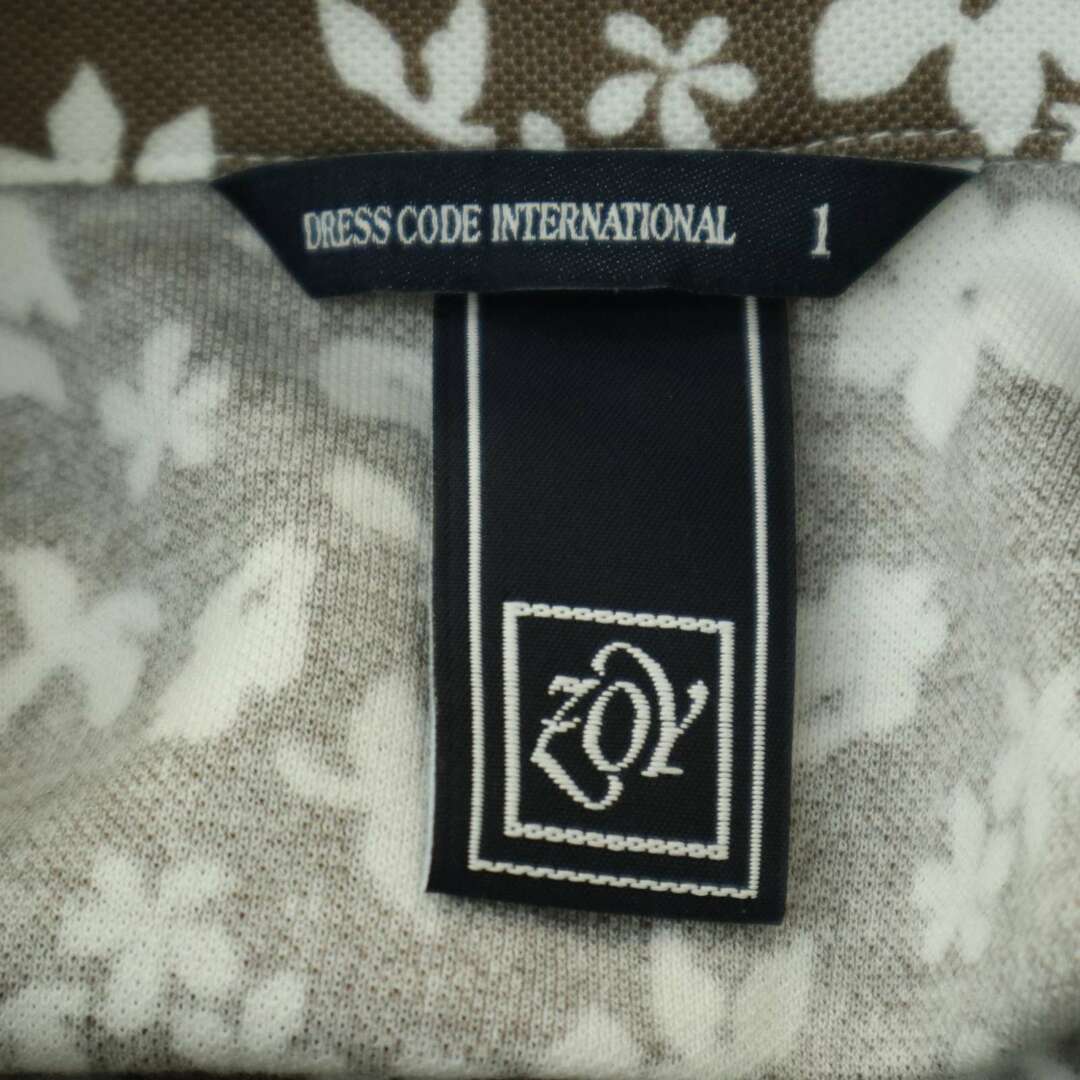 DRESS CODE INTERNATIONAL 1
ZOY